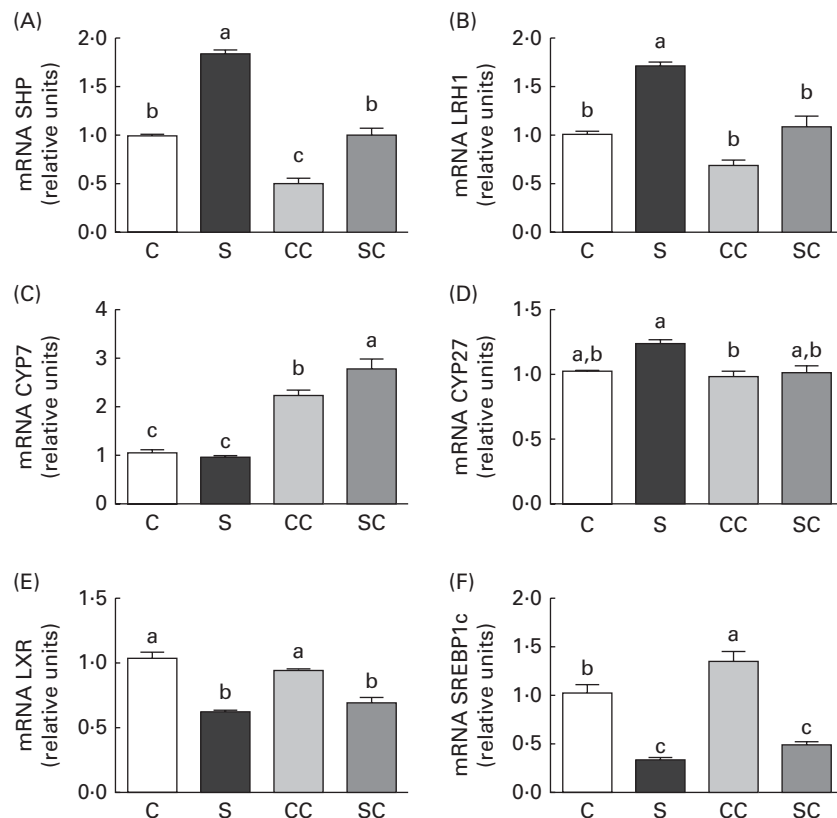 (A)
mRNA SHP
(relative units)
2·0
1·5
1·0
0·5
0·0
b
a
c
b
C S CC SC
(B)
mRNA LRH1
(relative units)
2·0
1·5
1·0
0·5
0·0
b
a
b
b
C S CC SC
(C)
mRNA CYP7
(relative units)
4
3
2
1
0
c
c
b
a
C S CC SC
(D)
mRNA CYP27
(relative units)
1·5
1·0
0·5
0·0
a,b
a
b
a,b
C S CC SC
(E)
mRNA LXR
(relative units)
1·5
1·0
0·5
0·0
a
b
a
b
C S CC SC
(F)
mRNA SREBP1c
(relative units)
2·0
1·5
1·0
0·5
0·0
b
c
a
c
C S CC SC